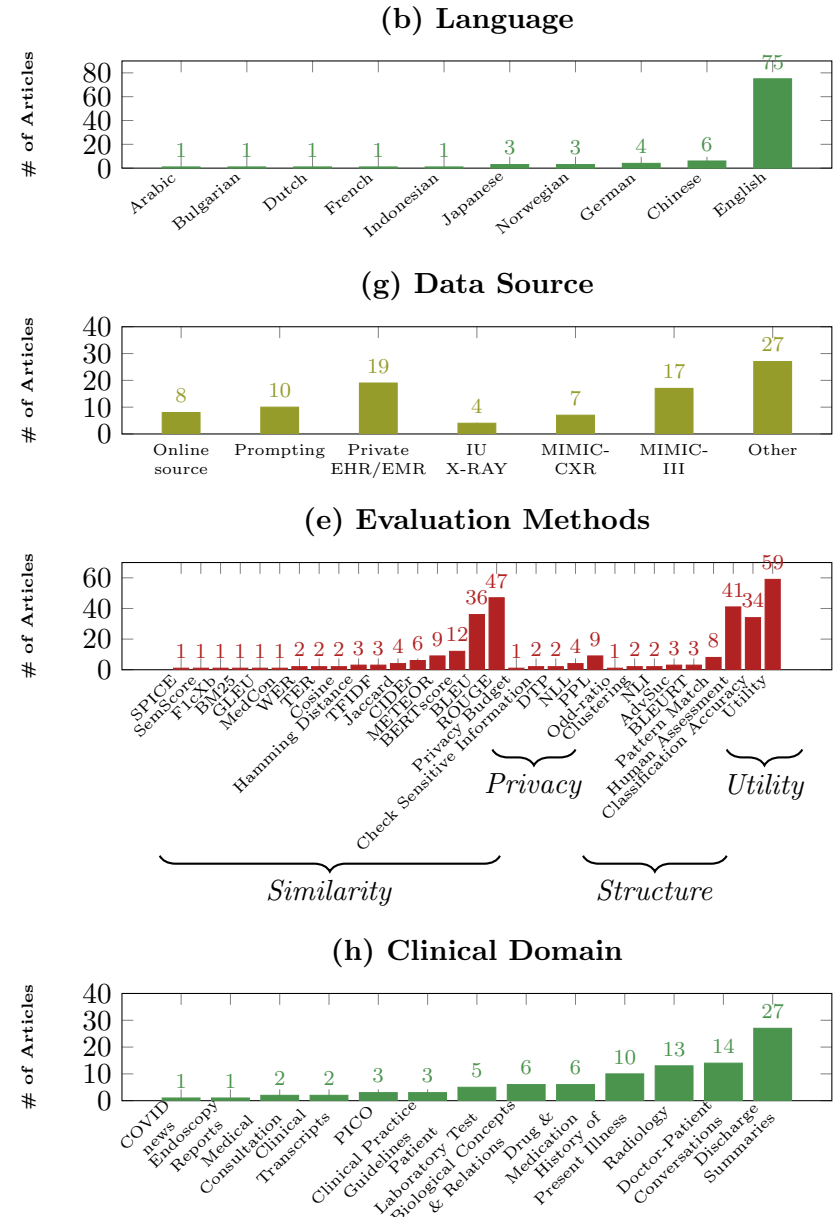 (b) Language
# of Articles
80
60
40
20
0
1 1 1 1 1 3 3 4 6 75
Arabic Bulgarian Dutch French Indonesian Japanese Norwegian German Chinese English
(g) Data Source
# of Articles
40
30
20
10
0
8 10 19 4 7 17 27
Online source
Prompting
Private EHR/EMR
IU X-RAY
MIMIC-CXR
MIMIC-III
Other
(e) Evaluation Methods
# of Articles
60
40
20
0
1 1 1 1 1 1 2 2 2 3 3 4 6 9 12 36 47 1 2 2 4 9 1 2 2 3 3 8 41 34 59
SPICE
SemScore
F1cXb
BM25
GLEU
MedCon
WER
TER
Cosine
Hamming Distance
TFIDF
Jaccard
CIDEr
METEOR
BERTscore
BLEU
ROUGE
Privacy Budget
Check Sensitive Information
DTP
NLL
PPL
Odd-ratio
Clustering
NLI
AdvSuc
BLEURT
Pattern Match
Human Assessment
Classification Accuracy
Utility
Privacy Utility
Similarity Structure
(h) Clinical Domain
# of Articles
40
30
20
10
0
1 1 2 2 3 3 5 6 6 10 13 14 27
COVID news
Endoscopy Reports
Medical Consultation
Clinical Transcripts
PICO
Clinical Practice Guidelines
Patient Laboratory Test
Biological Concepts & Relations
Drug & Medication
History of Present Illness
Radiology
Doctor-Patient Conversations
Discharge Summaries